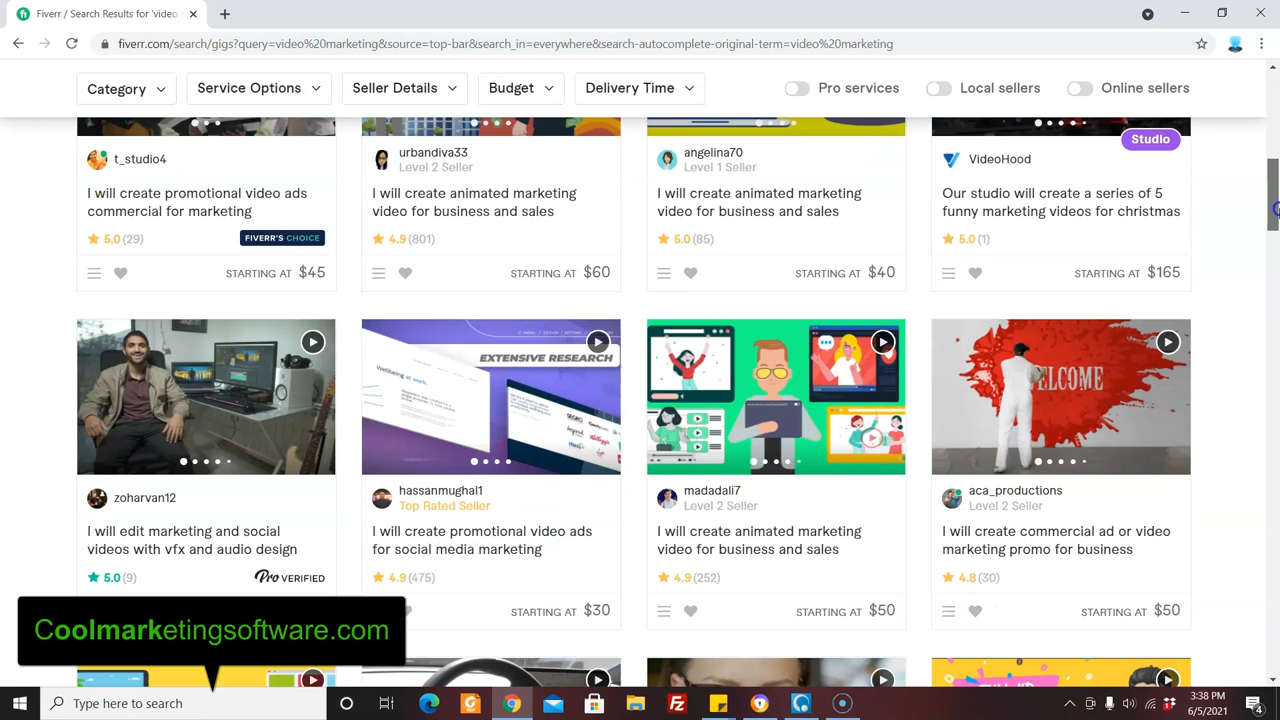 Fiverr / Search Results for 'video
fiverr.com/search/gigs?query=video%20marketing&source=top-bar&search_in=everywhere&search-autocomplete-original-term=video%20marketing
Category
Service Options
Seller Details
Budget
Delivery Time
Pro services
Local sellers
Online sellers
t_studio4
I will create promotional video ads
commercial for marketing
5.0 (29)
FIVERR'S CHOICE
STARTING AT $45
urbandiva33
Level 2 Seller
I will create animated marketing
video for business and sales
4.9 (801)
STARTING AT $60
angelina70
Level 1 Seller
I will create animated marketing
video for business and sales
5.0 (85)
STARTING AT $40
Studio
VideoHood
Our studio will create a series of 5
funny marketing videos for christmas
5.0 (1)
STARTING AT $165
zoharvan12
I will edit marketing and social
videos with vfx and audio design
5.0 (9)
Pro VERIFIED
EXTENSIVE RESEARCH
Wellbeing at work.
hassanmughal1
Top Rated Seller
I will create promotional video ads
for social media marketing
4.9 (475)
STARTING AT $30
madadali7
Level 2 Seller
I will create animated marketing
video for business and sales
4.9 (252)
STARTING AT $50
ELCOME
aca_productions
Level 2 Seller
I will create commercial ad or video
marketing promo for business
4.8 (30)
STARTING AT $50
Coolmarketingsoftware.com
Type here to search
3:38 PM
6/5/2021
4